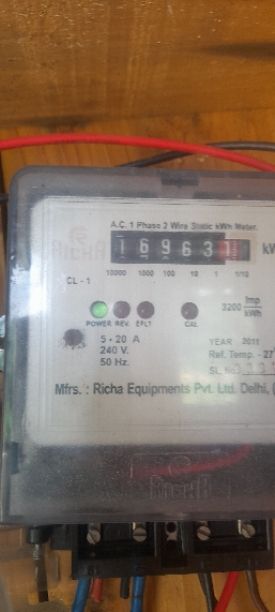 A.C. 1 Phase 2 Wire Static kWh Meter.
1 6 9 6 3 1
CL - 1
10000 1000 100 10 1 1/10
3200 Imp/kWh
POWER REV. EFLT CAL
5 - 20 A
240 V.
50 Hz.
YEAR 2011
Ref. Temp. - 27
SL
Mfrs. : Richa Equipments Pvt. Ltd. Delhi,